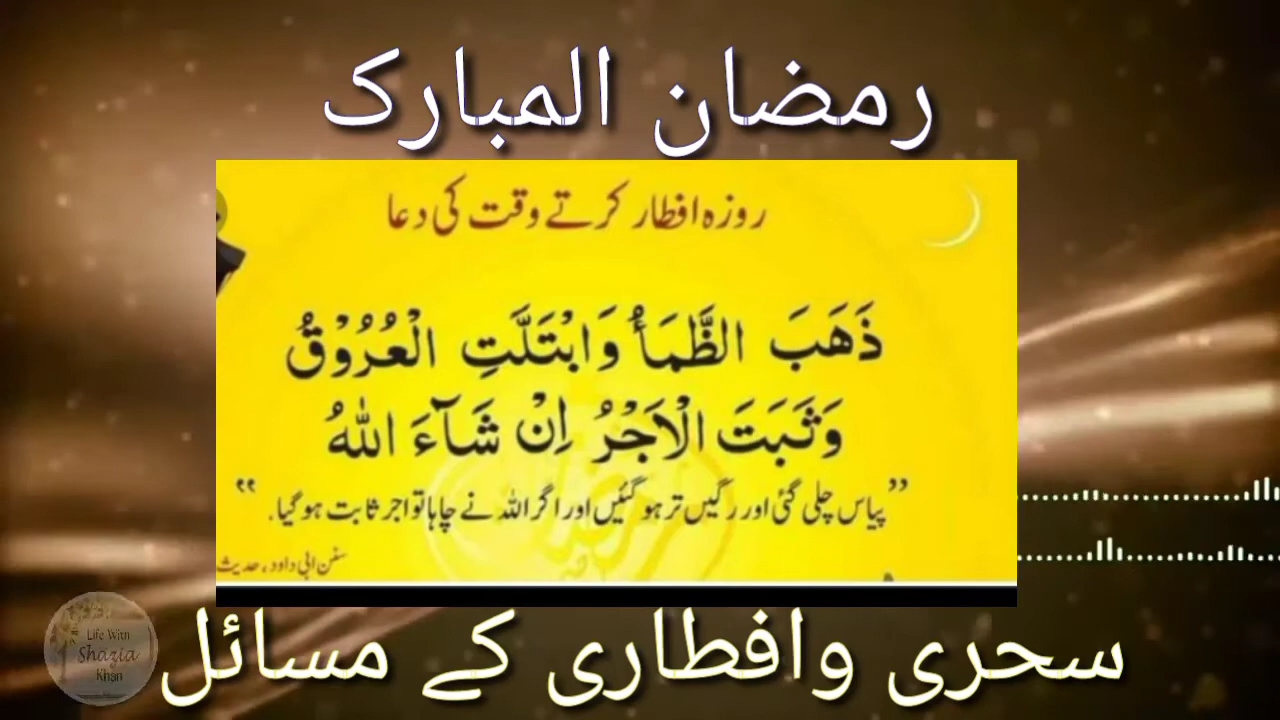 رمضان المبارک
روزہ افطار کرتے وقت کی دعا
ذَهَبَ الظَّمَأُ وَابْتَلَّتِ الْعُرُوْقُ
وَثَبَتَ الْاَجْرُ اِنْ شَآءَ اللهُ
”پیاس چلی گئی اور رگیں تر ہو گئیں اور اگر اللہ نے چاہا تو اجر ثابت ہو گیا۔“
سنن ابی داود، حدیث
سحری وافطاری کے مسائل
Life With
Shazia
Khan